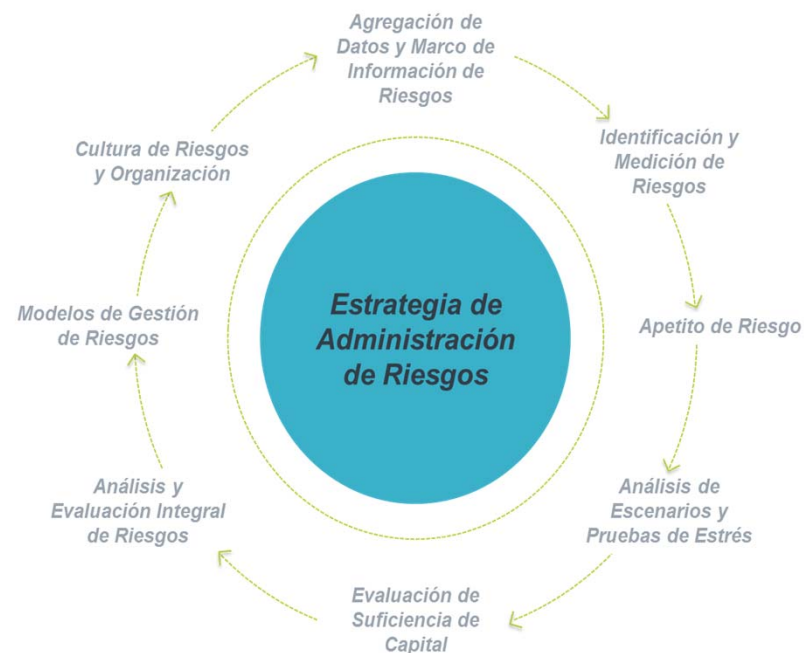 Agregación de
Datos y Marco de
Información de
Riesgos
Identificación y
Medición de
Riesgos
Apetito de Riesgo
Análisis de
Escenarios y
Pruebas de Estrés
Evaluación de
Suficiencia de
Capital
Análisis y
Evaluación Integral
de Riesgos
Modelos de Gestión
de Riesgos
Cultura de Riesgos
y Organización
Estrategia de
Administración
de Riesgos